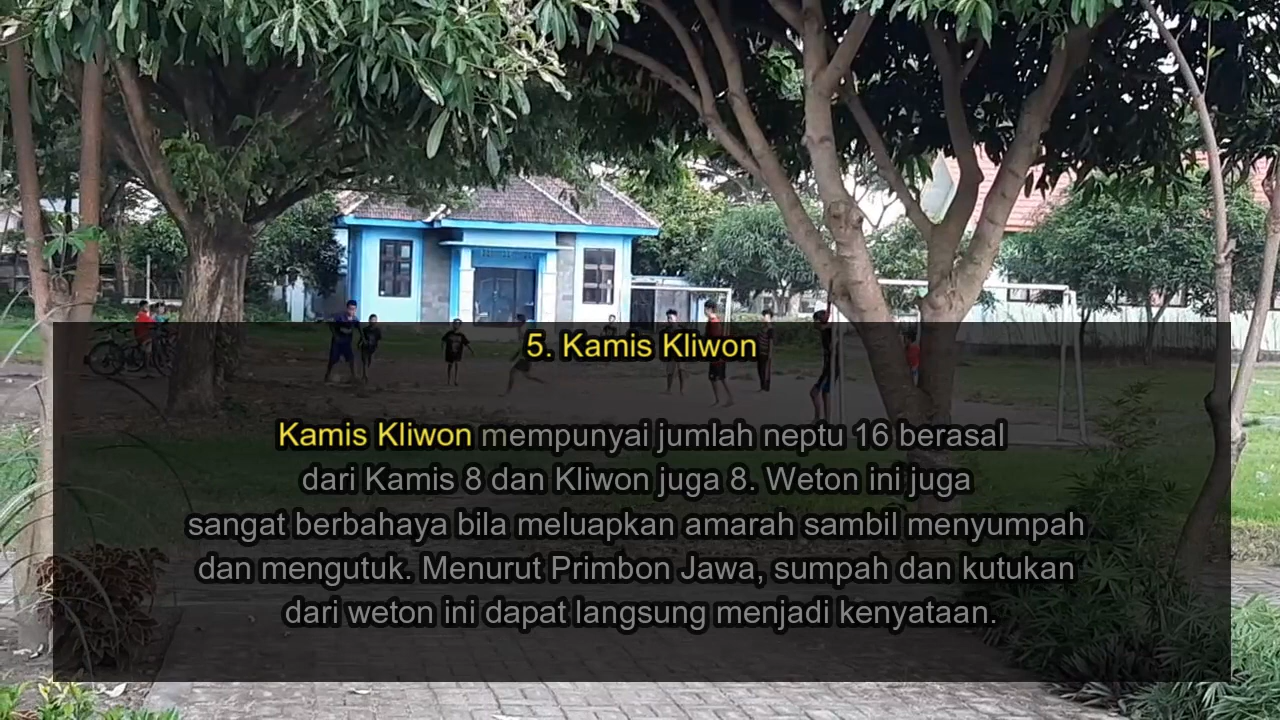 5. Kamis Kliwon
Kamis Kliwon mempunyai jumlah neptu 16 berasal
dari Kamis 8 dan Kliwon juga 8. Weton ini juga
sangat berbahaya bila meluapkan amarah sambil menyumpah
dan mengutuk. Menurut Primbon Jawa, sumpah dan kutukan
dari weton ini dapat langsung menjadi kenyataan.